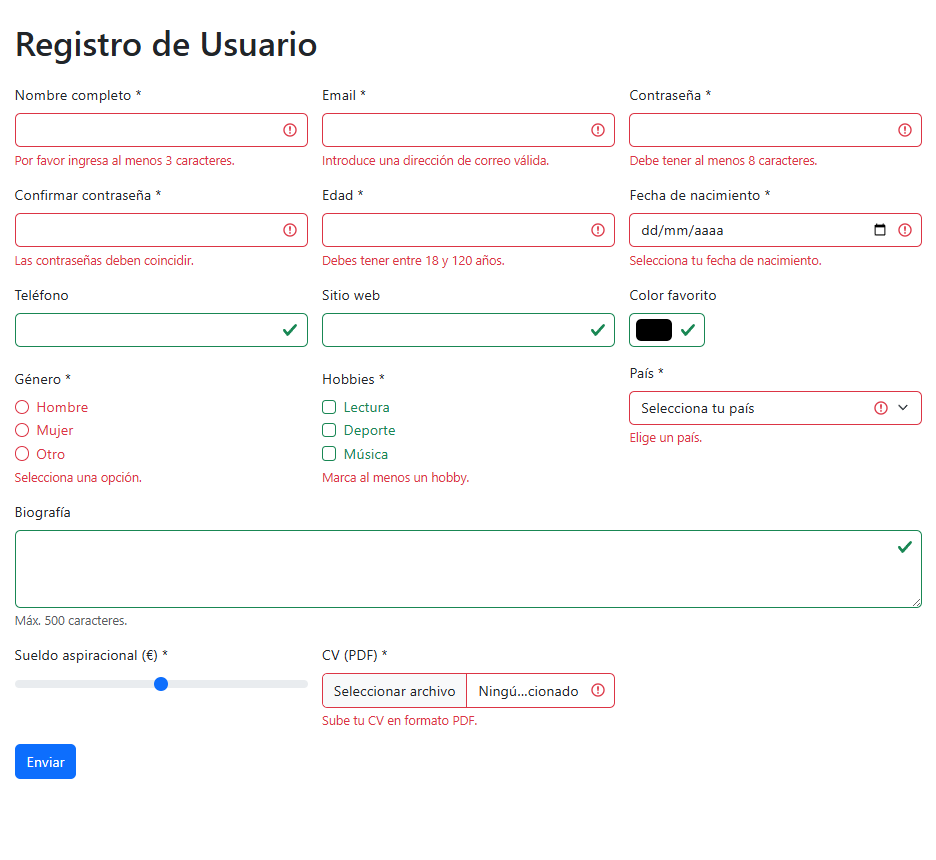 Registro de Usuario
Nombre completo * Email * Contraseña *
Por favor ingresa al menos 3 caracteres. Introduce una dirección de correo válida. Debe tener al menos 8 caracteres.
Confirmar contraseña * Edad * Fecha de nacimiento *
dd/mm/aaaa
Las contraseñas deben coincidir. Debes tener entre 18 y 120 años. Selecciona tu fecha de nacimiento.
Teléfono Sitio web Color favorito
Género * Hobbies * País *
Hombre Lectura Selecciona tu país
Mujer Deporte Elige un país.
Otro Música
Selecciona una opción. Marca al menos un hobby.
Biografía
Máx. 500 caracteres.
Sueldo aspiracional (€) * CV (PDF) *
Seleccionar archivo Ningú...cionado
Sube tu CV en formato PDF.
Enviar